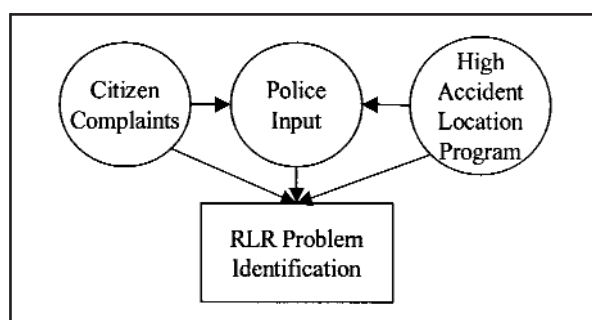 Citizen
Complaints
Police
Input
High
Accident
Location
Program
RLR Problem
Identification